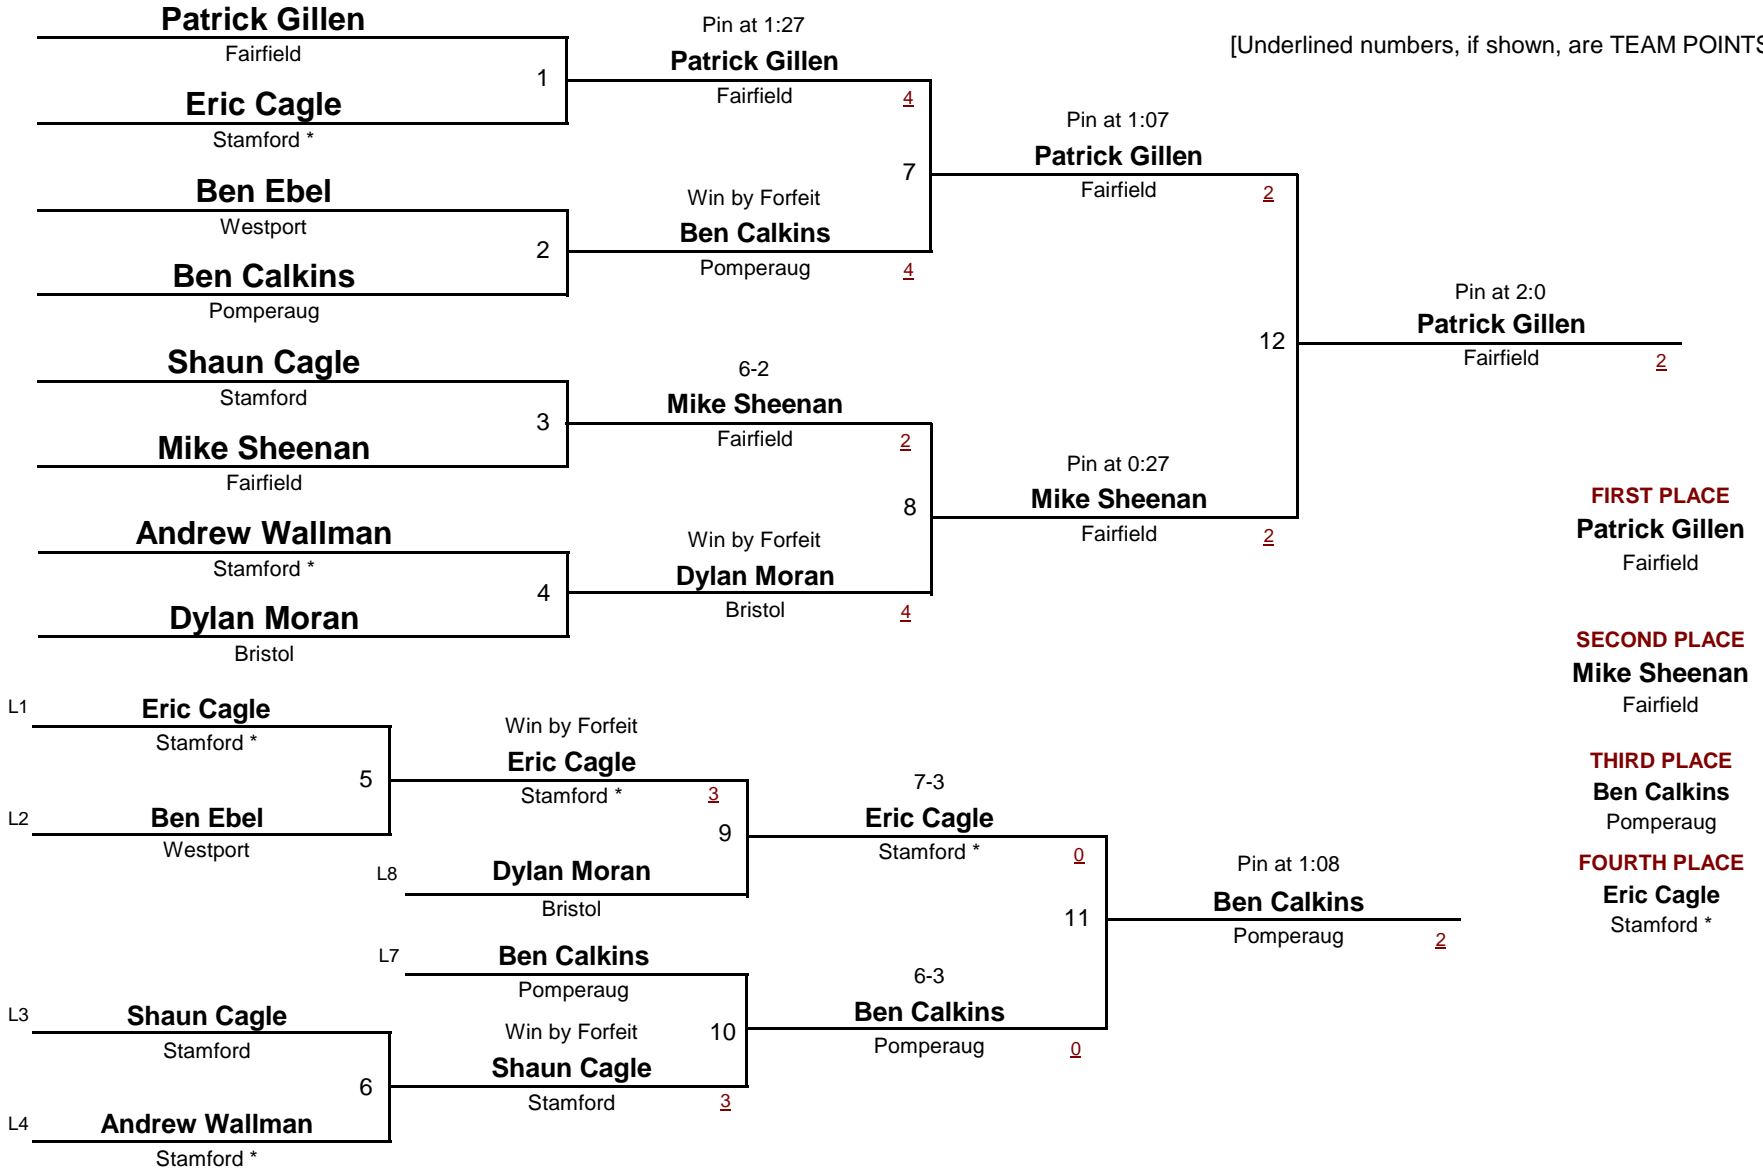 Patrick Gillen
Fairfield
1
Eric Cagle
Stamford *
Ben Ebel
Westport
2
Ben Calkins
Pomperaug
Shaun Cagle
Stamford
3
Mike Sheenan
Fairfield
Andrew Wallman
Stamford *
4
Dylan Moran
Bristol
Pin at 1:27
Patrick Gillen
Fairfield
4
7
Win by Forfeit
Ben Calkins
Pomperaug
4
6-2
Mike Sheenan
Fairfield
2
8
Win by Forfeit
Dylan Moran
Bristol
4
[Underlined numbers, if shown, are TEAM POINTS
Pin at 1:07
Patrick Gillen
Fairfield
2
12
Pin at 0:27
Mike Sheenan
Fairfield
2
Pin at 2:0
Patrick Gillen
Fairfield
2
FIRST PLACE
Patrick Gillen
Fairfield
SECOND PLACE
Mike Sheenan
Fairfield
THIRD PLACE
Ben Calkins
Pomperaug
FOURTH PLACE
Eric Cagle
Stamford *
L1
Eric Cagle
Stamford *
5
L2
Ben Ebel
Westport
Win by Forfeit
Eric Cagle
Stamford *
3
9
L8
Dylan Moran
Bristol
L7
Ben Calkins
Pomperaug
L3
Shaun Cagle
Stamford
6
L4
Andrew Wallman
Stamford *
Win by Forfeit
10
Shaun Cagle
Stamford
3
7-3
Eric Cagle
Stamford *
0
11
6-3
Ben Calkins
Pomperaug
0
Pin at 1:08
Ben Calkins
Pomperaug
2